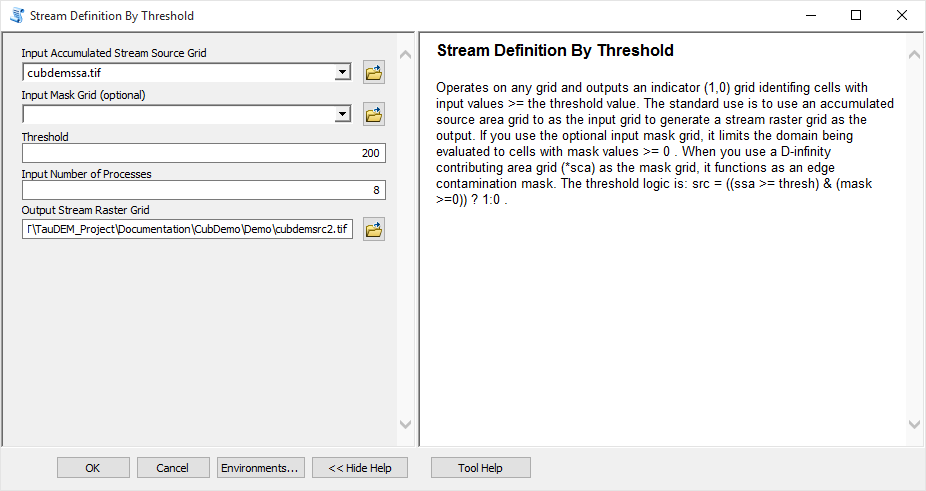 Stream Definition By Threshold
Input Accumulated Stream Source Grid
cubdemssa.tif
Input Mask Grid (optional)
Threshold
200
Input Number of Processes
8
Output Stream Raster Grid
\TauDEM_Project\Documentation\CubDemo\Demo\cubdemsrc2.tif
OK
Cancel
Environments...
<< Hide Help
Stream Definition By Threshold
Operates on any grid and outputs an indicator (1,0) grid identifing cells with
input values >= the threshold value. The standard use is to use an accumulated
source area grid to as the input grid to generate a stream raster grid as the
output. If you use the optional input mask grid, it limits the domain being
evaluated to cells with mask values >= 0 . When you use a D-infinity
contributing area grid (*sca) as the mask grid, it functions as an edge
contamination mask. The threshold logic is: src = ((ssa >= thresh) & (mask
>=0)) ? 1:0 .
Tool Help